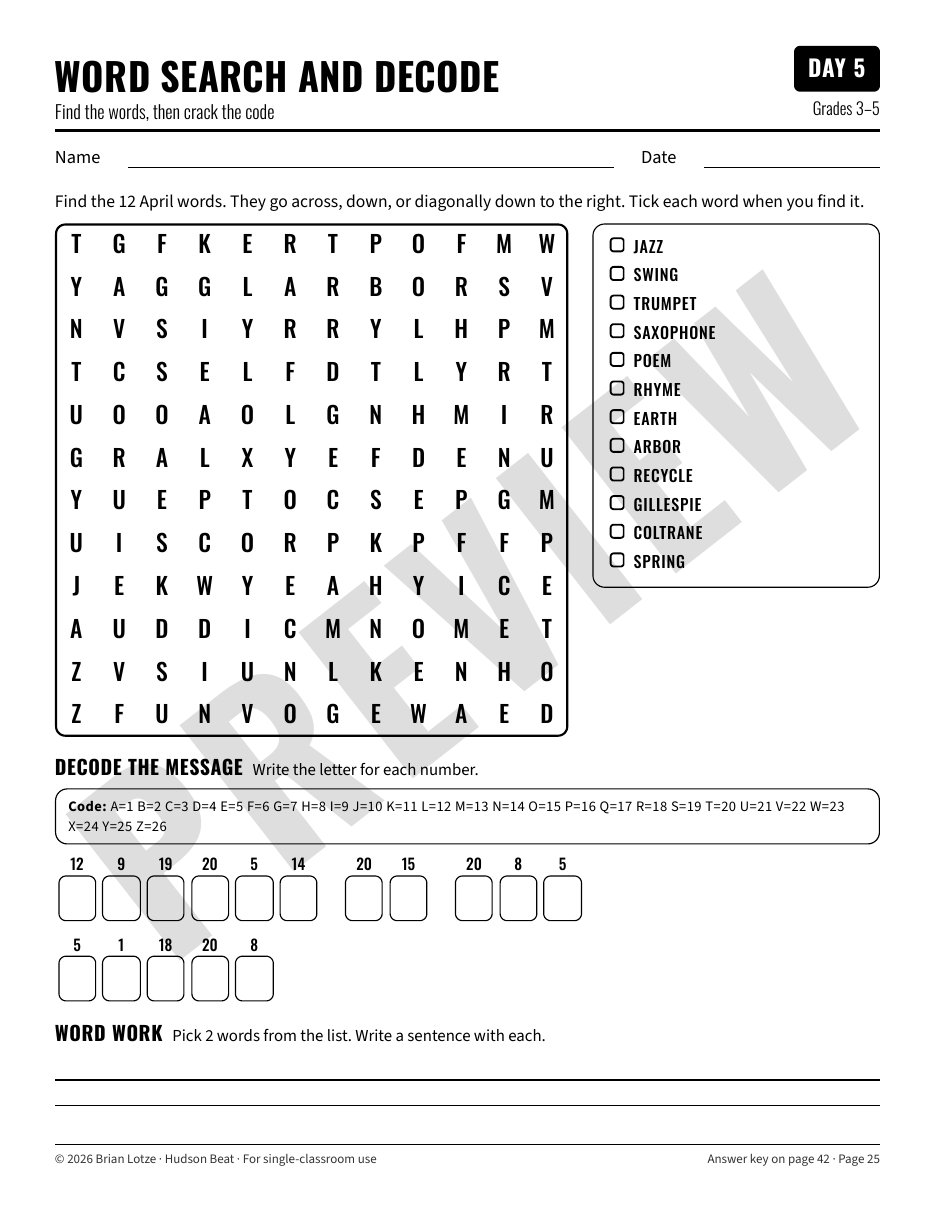 WORD SEARCH AND DECODE
DAY 5
Find the words, then crack the code
Grades 3–5
Name
Date
Find the 12 April words. They go across, down, or diagonally down to the right. Tick each word when you find it.
T G F K E R T P O F M W
Y A G G L A R B O R S V
N V S I Y R R Y L H P M
T C S E L F D T L Y R T
U O O A O L G N H M I R
G R A L X Y E F D E N U
Y U E P T O C S E P G M
U I S C O R P K P F F P
J E K W Y E A H Y I C E
A U D D I C M N O M E T
Z V S I U N L K E N H O
Z F U N V O G E W A E D
JAZZ
SWING
TRUMPET
SAXOPHONE
POEM
RHYME
EARTH
ARBOR
RECYCLE
GILLESPIE
COLTRANE
SPRING
PREVIEW
DECODE THE MESSAGE Write the letter for each number.
Code: A=1 B=2 C=3 D=4 E=5 F=6 G=7 H=8 I=9 J=10 K=11 L=12 M=13 N=14 O=15 P=16 Q=17 R=18 S=19 T=20 U=21 V=22 W=23
X=24 Y=25 Z=26
12 9 19 20 5 14 20 15 20 8 5
5 1 18 20 8
WORD WORK Pick 2 words from the list. Write a sentence with each.
© 2026 Brian Lotze · Hudson Beat · For single-classroom use
Answer key on page 42 · Page 25